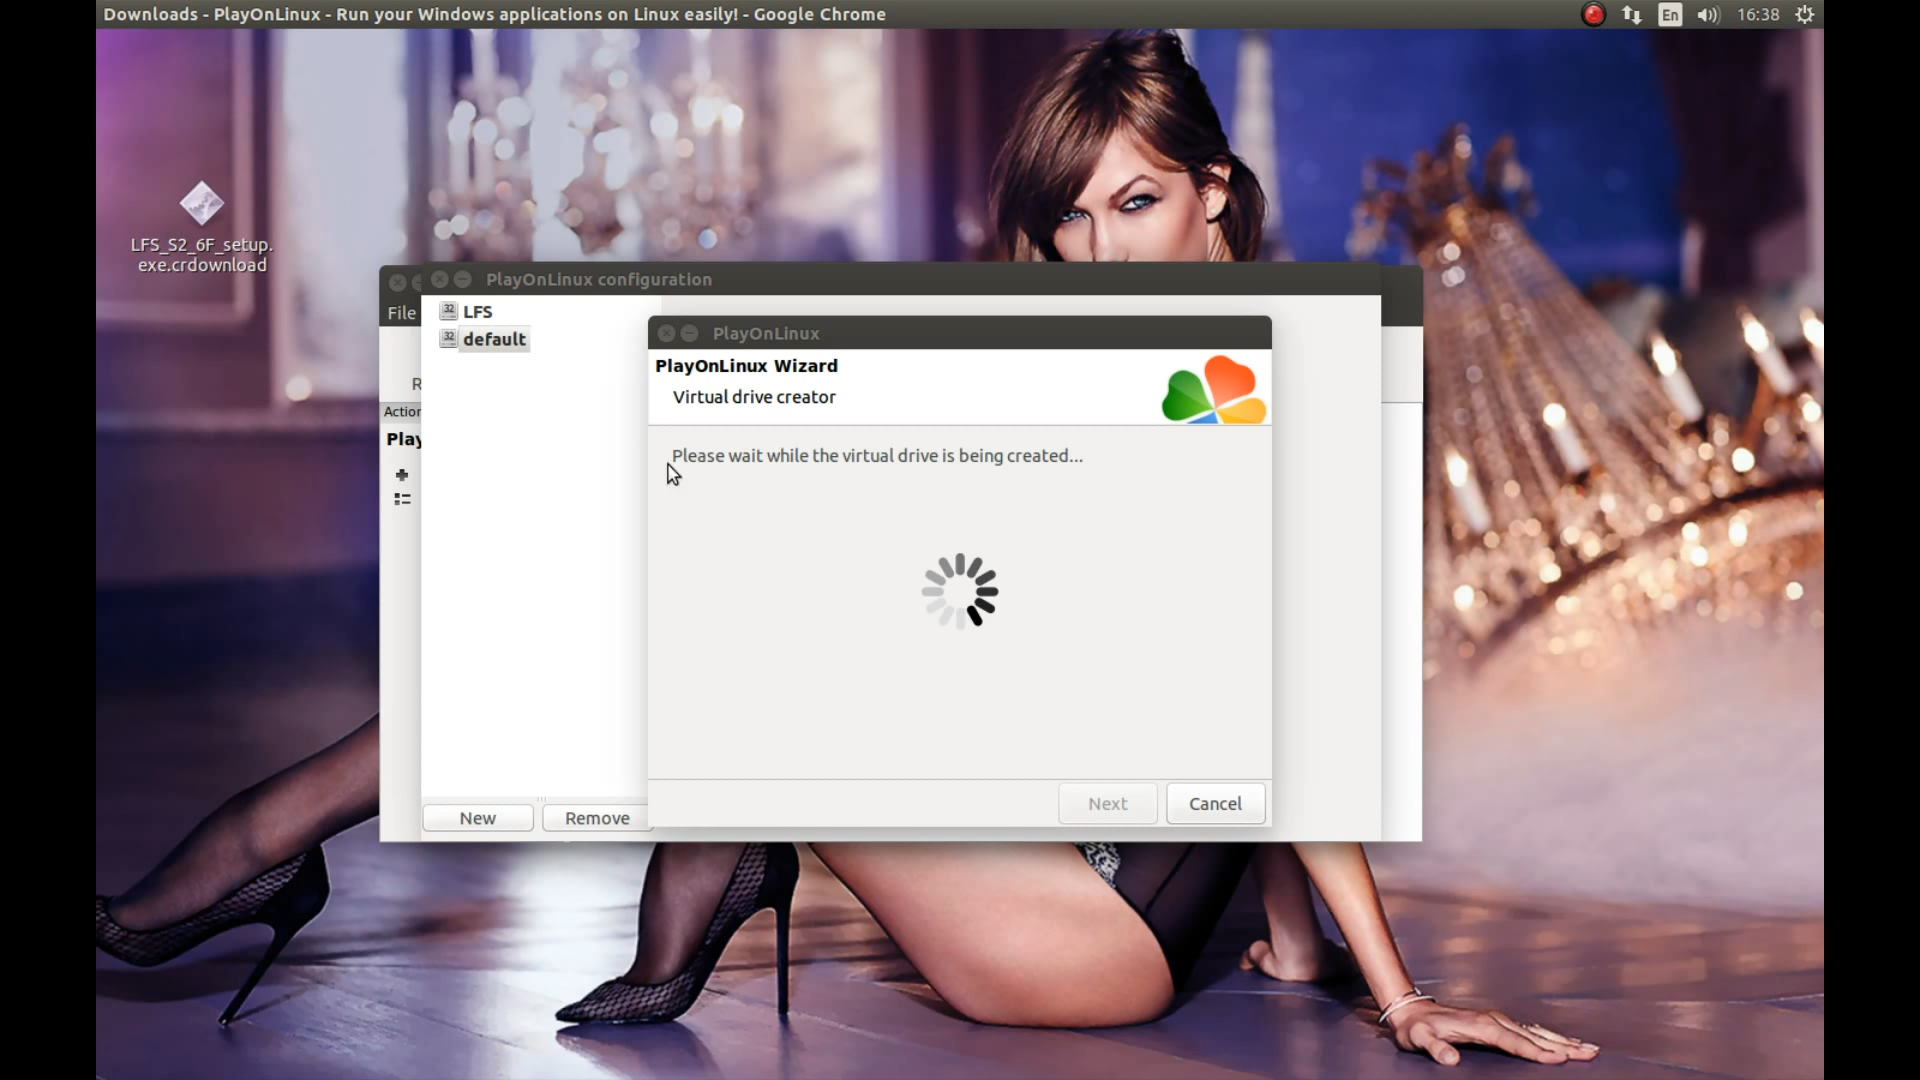 Downloads - PlayOnLinux - Run your Windows applications on Linux easily! - Google Chrome
En
16:38
LFS_S2_6F_setup.
exe.crdownload
PlayOnLinux configuration
File
LFS
default
PlayOnLinux
PlayOnLinux Wizard
Virtual drive creator
R
Action
Play
Please wait while the virtual drive is being created...
New
Remove
Next
Cancel